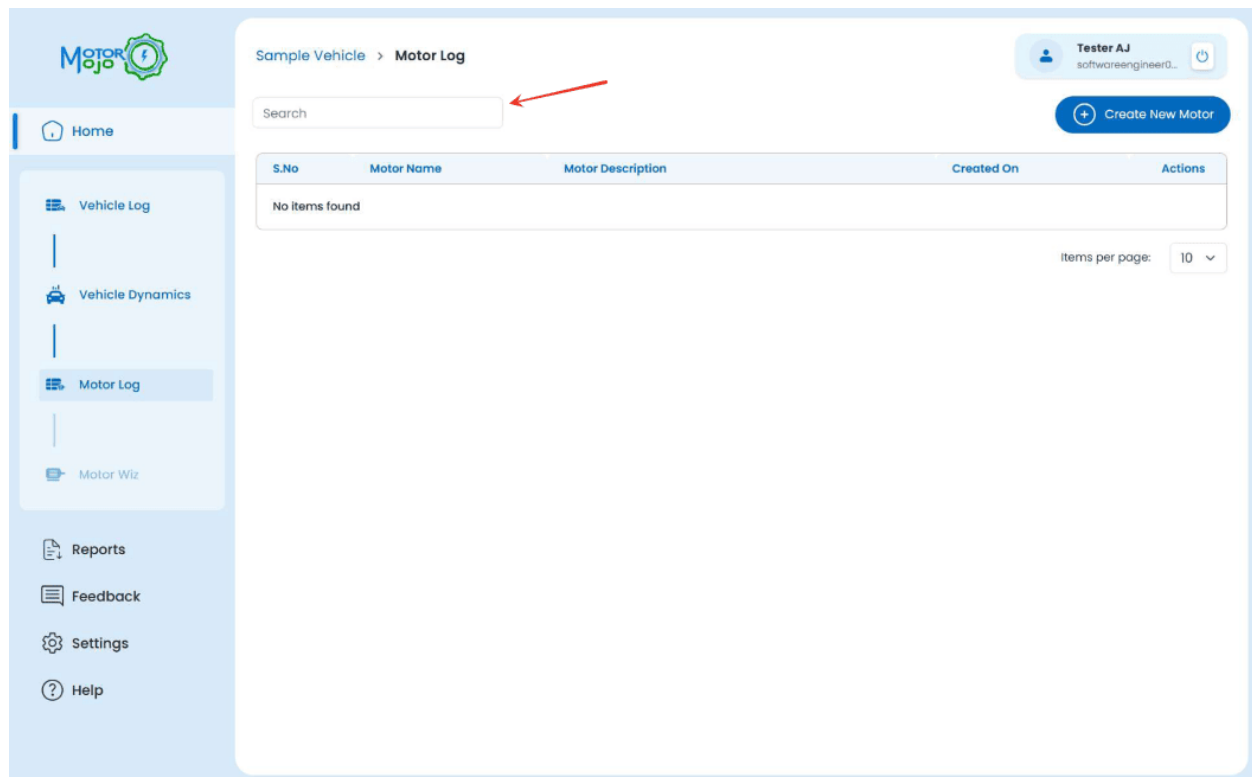 MOTOR
MOJO
Sample Vehicle > Motor Log
Tester AJ
softwareengineer0...
Search
Create New Motor
Home
S.No Motor Name Motor Description Created On Actions
No items found
Items per page: 10
Vehicle Log
Vehicle Dynamics
Motor Log
Motor Wiz
Reports
Feedback
Settings
Help